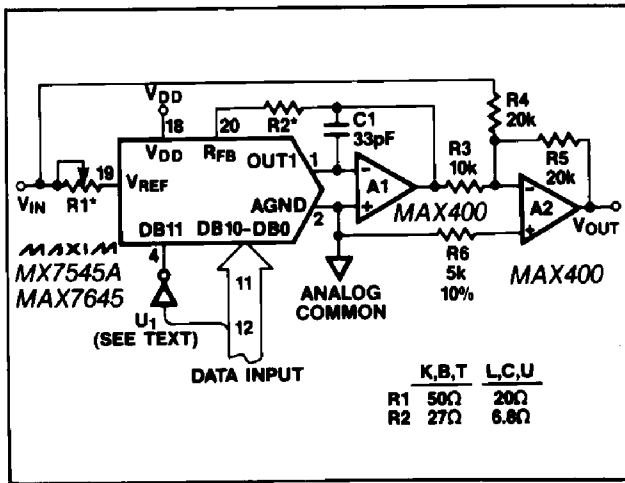 VDD
18
20
R2*
C1
33pF
R4
20k
R3
10k
R5
20k
VDD
RFB
OUT1
1
VIN
R1*
19
VREF
AGND
2
A1
MAX400
A2
VOUT
DB11
DB10-DB0
4
MAXIM
MX7545A
MAX7645
U1
(SEE TEXT)
11
12
DATA INPUT
ANALOG
COMMON
R6
5k
10%
MAX400
K,B,T L,C,U
R1 50Ω 20Ω
R2 27Ω 6.8Ω